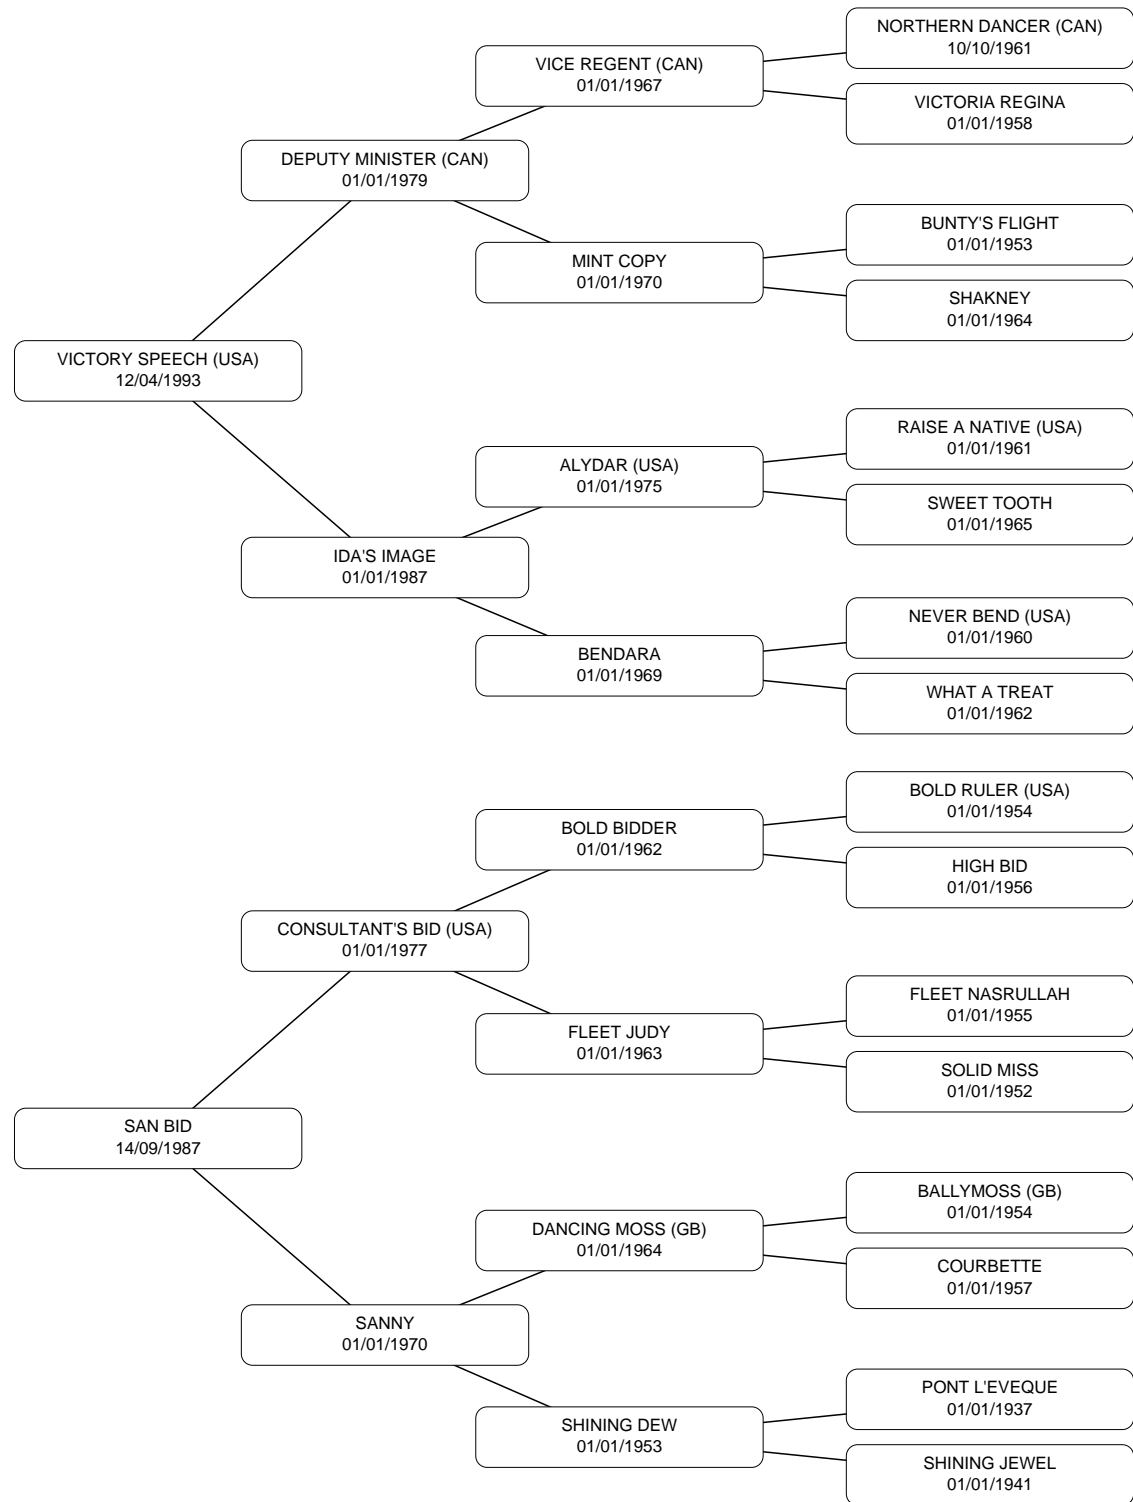 NORTHERN DANCER (CAN)
10/10/1961
VICE REGENT (CAN)
01/01/1967
VICTORIA REGINA
01/01/1958
DEPUTY MINISTER (CAN)
01/01/1979
BUNTY'S FLIGHT
01/01/1953
MINT COPY
01/01/1970
SHAKNEY
01/01/1964
VICTORY SPEECH (USA)
12/04/1993
RAISE A NATIVE (USA)
01/01/1961
ALYDAR (USA)
01/01/1975
SWEET TOOTH
01/01/1965
IDA'S IMAGE
01/01/1987
NEVER BEND (USA)
01/01/1960
BENDARA
01/01/1969
WHAT A TREAT
01/01/1962
BOLD RULER (USA)
01/01/1954
BOLD BIDDER
01/01/1962
HIGH BID
01/01/1956
CONSULTANT'S BID (USA)
01/01/1977
FLEET NASRULLAH
01/01/1955
FLEET JUDY
01/01/1963
SOLID MISS
01/01/1952
SAN BID
14/09/1987
BALLYMOSS (GB)
01/01/1954
DANCING MOSS (GB)
01/01/1964
COURBETTE
01/01/1957
SANNY
01/01/1970
PONT L'EVEQUE
01/01/1937
SHINING DEW
01/01/1953
SHINING JEWEL
01/01/1941